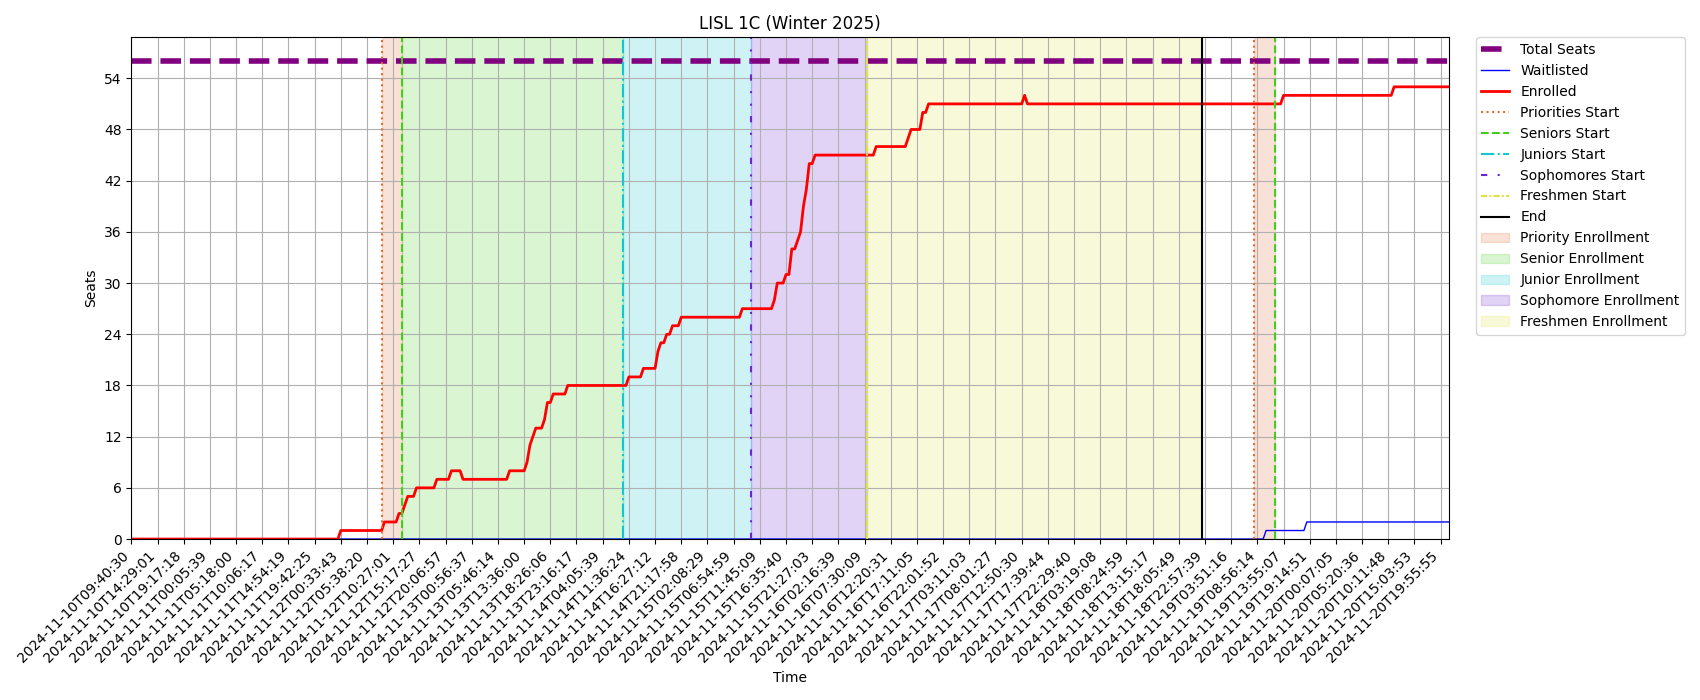 LISL 1C (Winter 2025)
Seats
54
48
42
36
30
24
18
12
6
0
2024-11-10T09:40:30
2024-11-10T14:29:01
2024-11-10T19:17:18
2024-11-11T00:05:39
2024-11-11T05:18:00
2024-11-11T10:06:17
2024-11-11T14:54:19
2024-11-11T19:42:25
2024-11-12T00:33:43
2024-11-12T05:38:20
2024-11-12T10:27:01
2024-11-12T15:17:27
2024-11-12T20:06:57
2024-11-13T00:56:37
2024-11-13T05:46:14
2024-11-13T13:36:00
2024-11-13T18:26:06
2024-11-13T23:16:17
2024-11-14T04:05:39
2024-11-14T11:36:24
2024-11-14T16:27:12
2024-11-14T21:17:58
2024-11-15T02:08:29
2024-11-15T06:54:59
2024-11-15T11:45:09
2024-11-15T16:35:40
2024-11-15T21:27:03
2024-11-16T02:16:39
2024-11-16T07:30:09
2024-11-16T12:20:31
2024-11-16T17:11:05
2024-11-16T22:01:52
2024-11-17T03:11:03
2024-11-17T08:01:27
2024-11-17T12:50:30
2024-11-17T17:39:44
2024-11-17T22:29:40
2024-11-18T03:19:08
2024-11-18T08:24:59
2024-11-18T13:15:17
2024-11-18T18:05:49
2024-11-18T22:57:39
2024-11-19T03:51:16
2024-11-19T08:56:14
2024-11-19T13:55:07
2024-11-19T19:14:51
2024-11-20T00:07:05
2024-11-20T05:20:36
2024-11-20T10:11:48
2024-11-20T15:03:53
2024-11-20T19:55:55
Time
Total Seats
Waitlisted
Enrolled
Priorities Start
Seniors Start
Juniors Start
Sophomores Start
Freshmen Start
End
Priority Enrollment
Senior Enrollment
Junior Enrollment
Sophomore Enrollment
Freshmen Enrollment